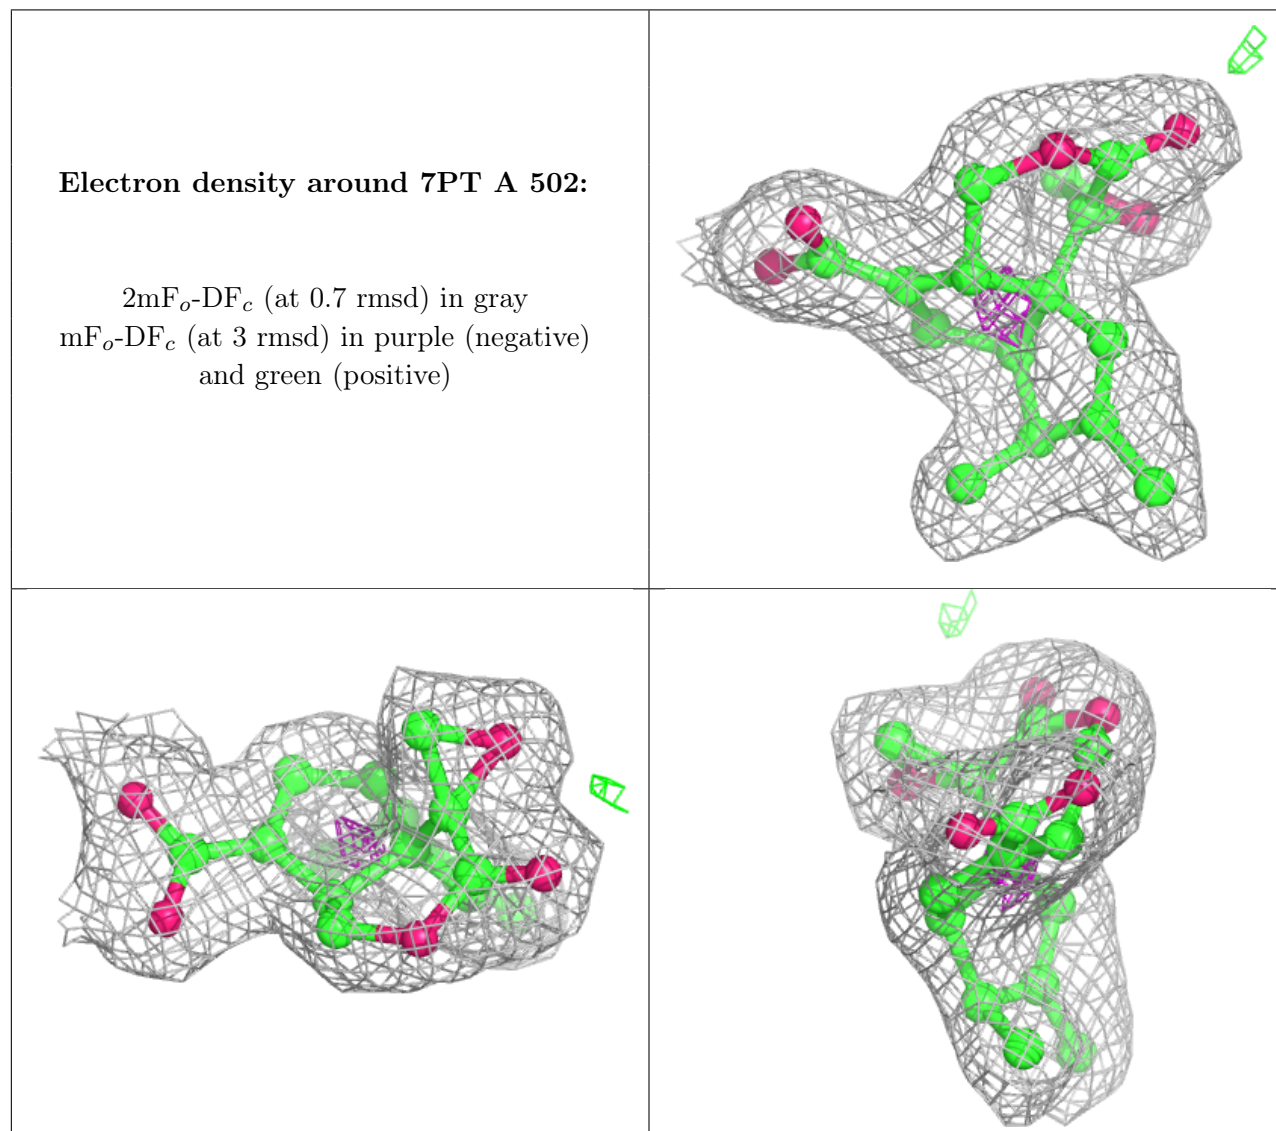 Electron density around 7PT A 502:
2mFo-DFc (at 0.7 rmsd) in gray
mFo-DFc (at 3 rmsd) in purple (negative)
and green (positive)